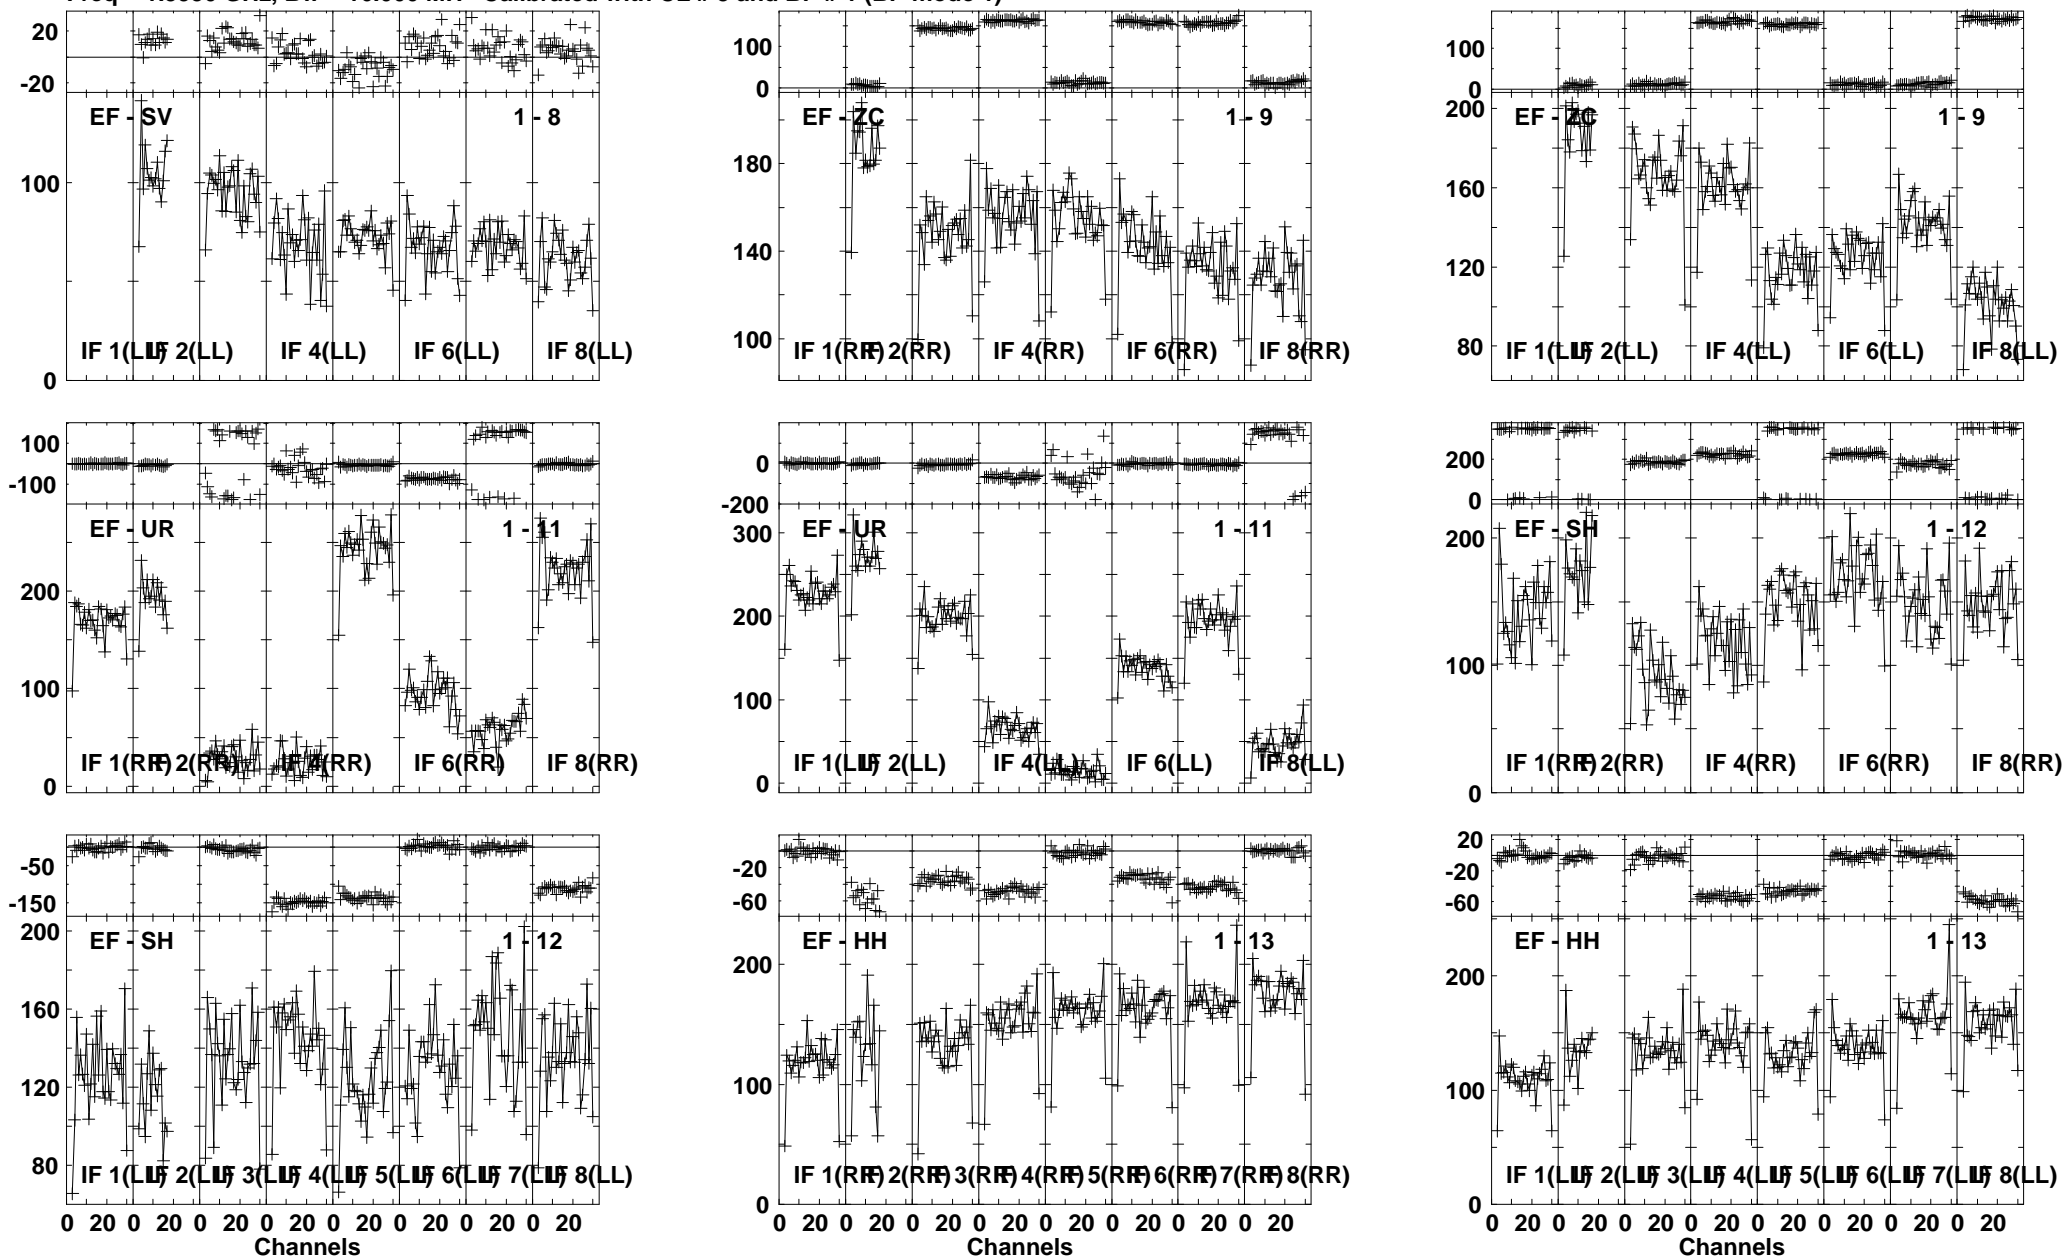 20
-20
EF - SV 1 - 8
100
0
IF 1(LL) IF 2(LL) IF 4(LL) IF 6(LL) IF 8(LL)
100
0
EF - ZC 1 - 9
180
140
100
IF 1(RR) IF 2(RR) IF 4(RR) IF 6(RR) IF 8(RR)
100
0
EF - ZC 1 - 9
200
160
120
80
IF 1(LL) IF 2(LL) IF 4(LL) IF 6(LL) IF 8(LL)
100
-100
EF - UR 1 - 11
200
100
0
IF 1(RR) IF 2(RR) IF 4(RR) IF 6(RR) IF 8(RR)
0
-200
EF - UR 1 - 11
300
200
100
0
IF 1(LL) IF 2(LL) IF 4(LL) IF 6(LL) IF 8(LL)
200
0
EF - SH 1 - 12
200
100
0
IF 1(RR) IF 2(RR) IF 4(RR) IF 6(RR) IF 8(RR)
-50
-150
EF - SH 1 - 12
200
160
120
80
IF 1(LL) IF 2(LL) IF 3(LL) IF 4(LL) IF 5(LL) IF 6(LL) IF 7(LL) IF 8(LL)
0 20 0 20 0 20 0 20 0 20 0 20 0 20 0 20
Channels
-20
-60
EF - HH 1 - 13
200
100
0
IF 1(RR) IF 2(RR) IF 3(RR) IF 4(RR) IF 5(RR) IF 6(RR) IF 7(RR) IF 8(RR)
0 20 0 20 0 20 0 20 0 20 0 20 0 20 0 20
Channels
20
-20
-60
EF - HH 1 - 13
200
100
0
IF 1(LL) IF 2(LL) IF 3(LL) IF 4(LL) IF 5(LL) IF 6(LL) IF 7(LL) IF 8(LL)
0 20 0 20 0 20 0 20 0 20 0 20 0 20 0 20
Channels